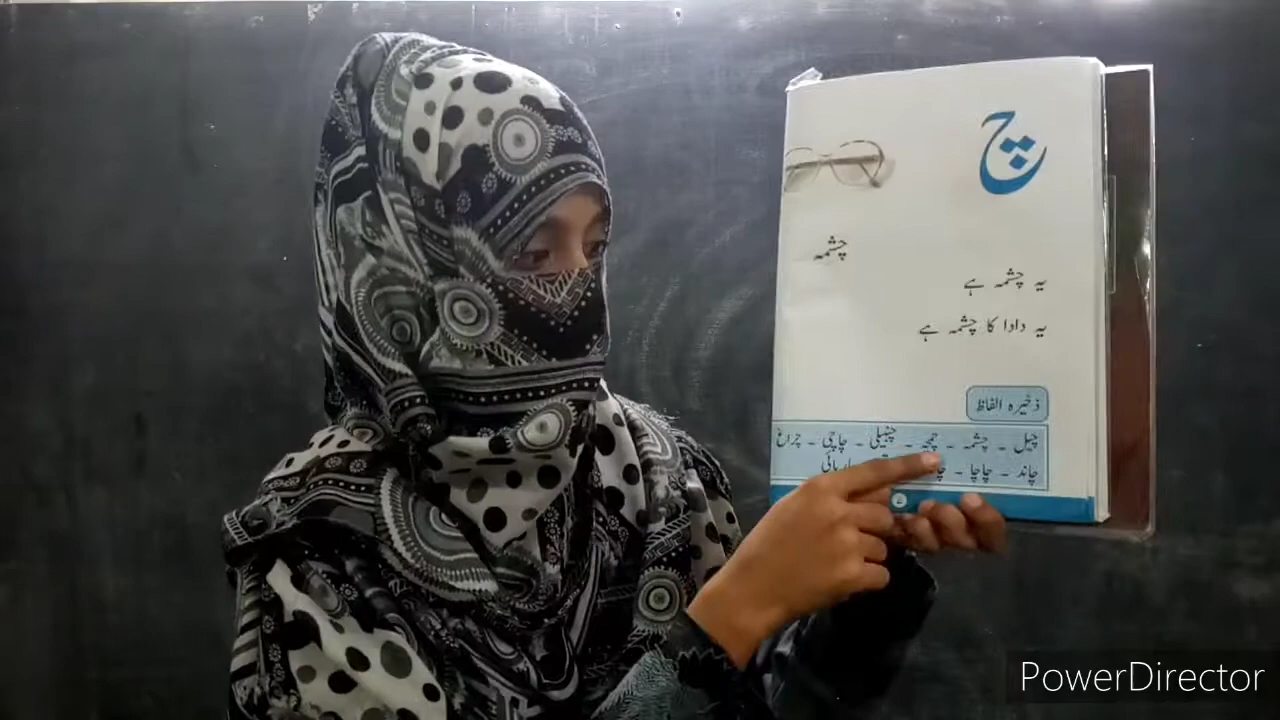 چ
چشمہ
یہ چشمہ ہے
یہ دادا کا چشمہ ہے
ذخیرہ الفاظ
چیل ۔ چشمہ ۔ چمچہ ۔ چنبیلی ۔ چاچی ۔ چراغ
چاند ۔ چاچا ۔
PowerDirector